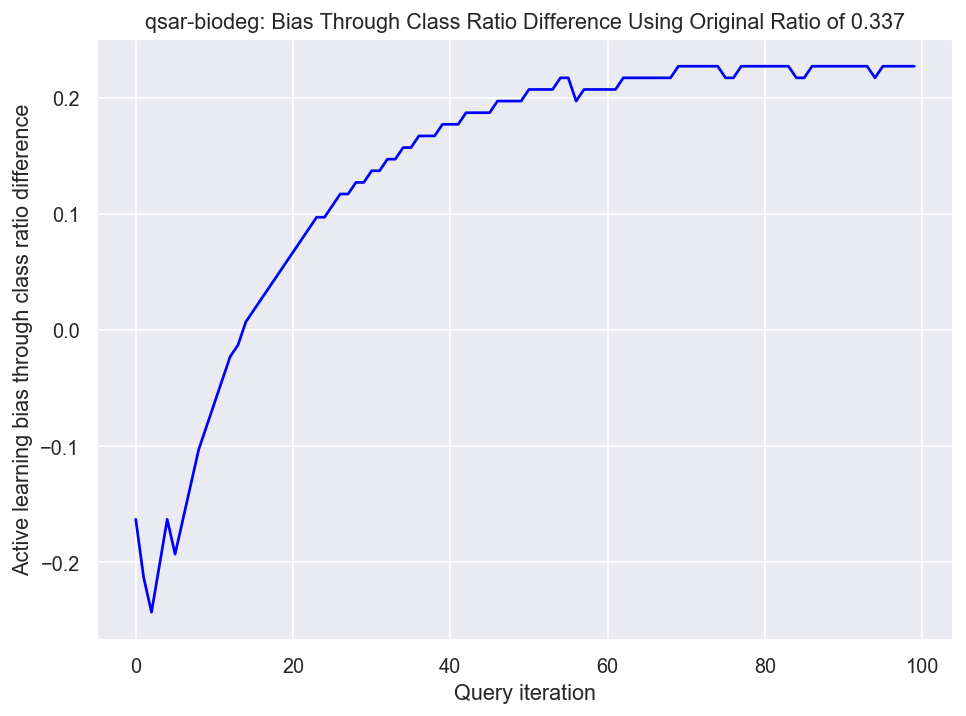 qsar-biodeg: Bias Through Class Ratio Difference Using Original Ratio of 0.337
Active learning bias through class ratio difference
0.2
0.1
0.0
−0.1
−0.2
0 20 40 60 80 100
Query iteration